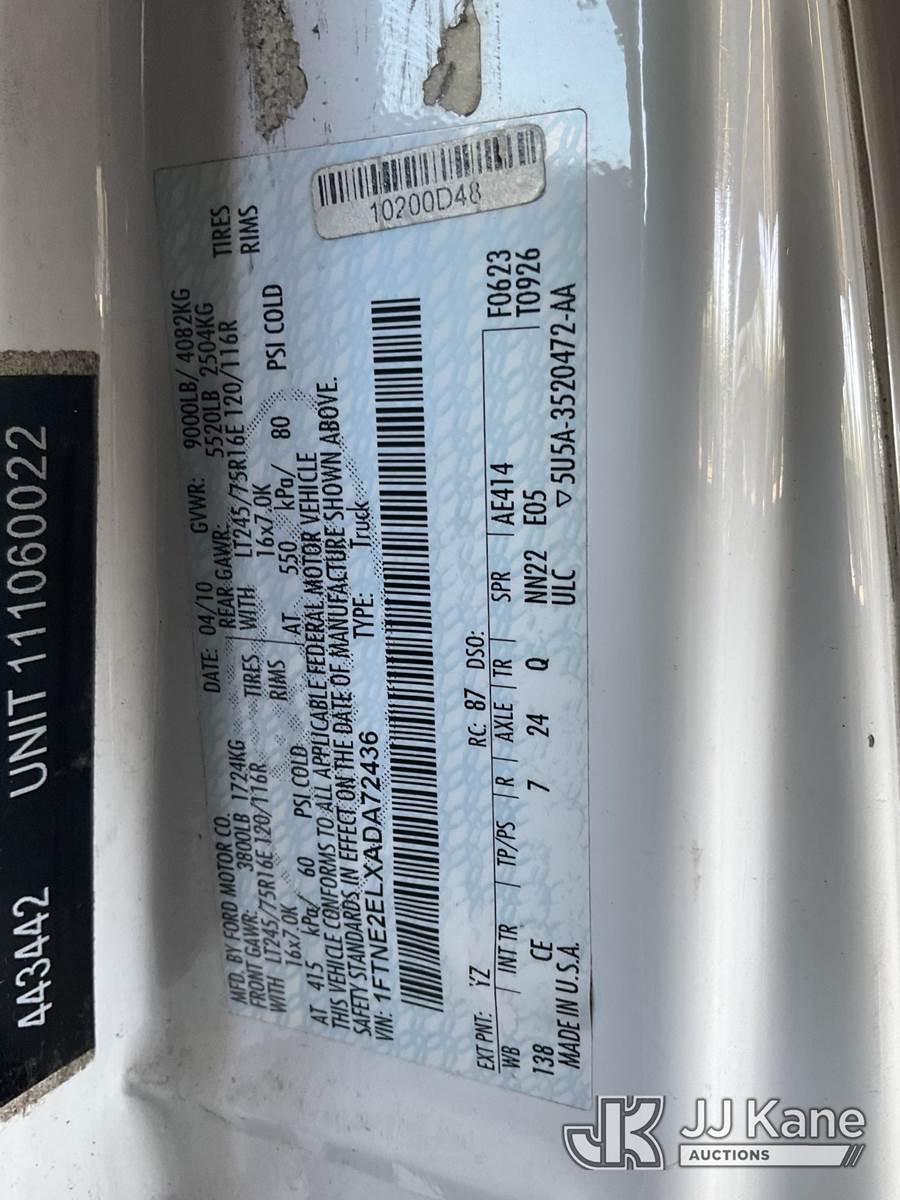 443442 UNIT 111060022
MFD. BY FORD MOTOR CO. DATE: 04/10 GVWR: 9000LB/ 4082KG
FRONT GAWR: 3800LB 1724KG REAR GAWR: 5520LB 2504KG
WITH LT245/75R16E 120/116R TIRES WITH LT245/75R16E 120/116R TIRES
16x7.0K RIMS 16x7.0K RIMS
AT 415 kPa/ 60 PSI COLD AT 550 kPa/ 80 PSI COLD
THIS VEHICLE CONFORMS TO ALL APPLICABLE FEDERAL MOTOR VEHICLE
SAFETY STANDARDS IN EFFECT ON THE DATE OF MANUFACTURE SHOWN ABOVE.
VIN: 1FTNE2ELXADA72436 TYPE: Truck
10200D48
EXT PNT: YZ RC: 87 DSO: F0623
WB INT TR TP/PS R AXLE TR SPR AE414 T0926
138 CE 7 24 Q NN22 E05
MADE IN U.S.A. ULC ▽5U5A-3520472-AA
JK JJ Kane
AUCTIONS